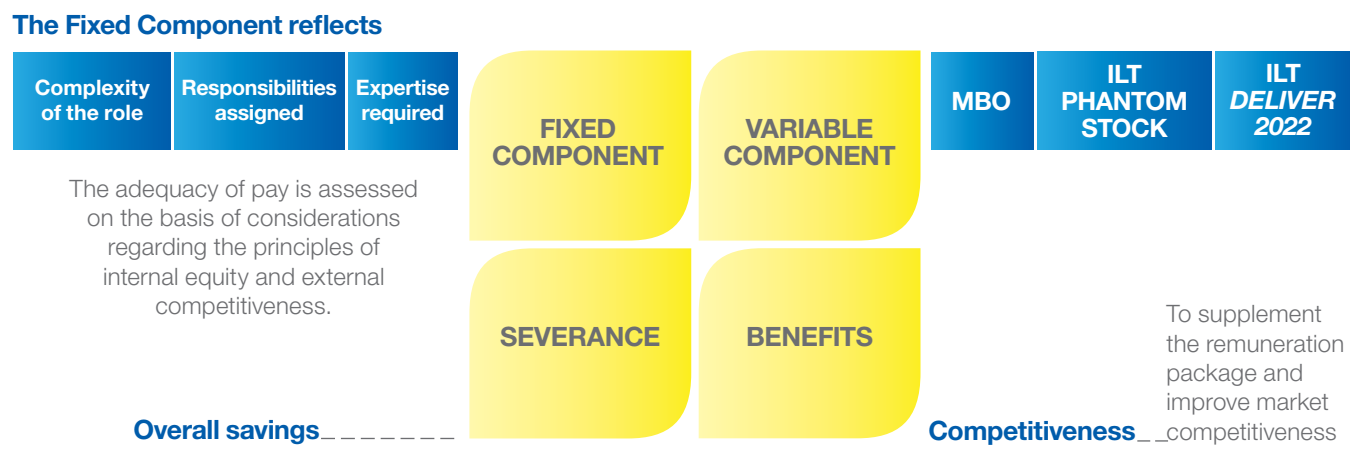 The Fixed Component reflects
Complexity
of the role
Responsibilities
assigned
Expertise
required
The adequacy of pay is assessed
on the basis of considerations
regarding the principles of
internal equity and external
competitiveness.
FIXED
COMPONENT
VARIABLE
COMPONENT
MBO
ILT
PHANTOM
STOCK
ILT
DELIVER
2022
SEVERANCE
BENEFITS
Overall savings_ _ _ _ _ _ _
Competitiveness_ _
To supplement
the remuneration
package and
improve market
competitiveness